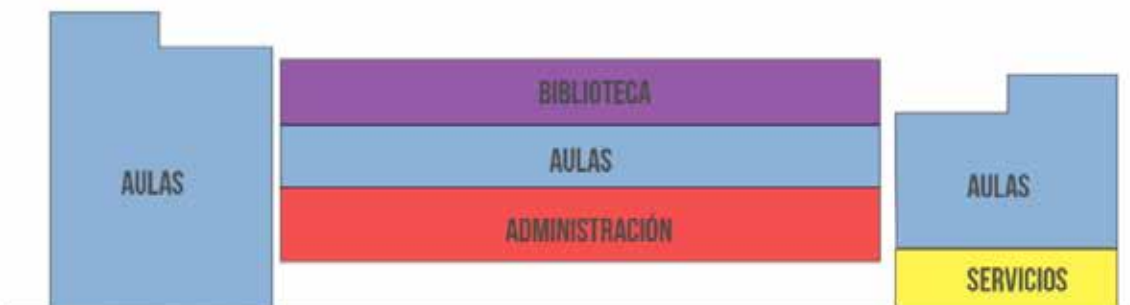 AULAS
BIBLIOTECA
AULAS
ADMINISTRACIÓN
AULAS
SERVICIOS